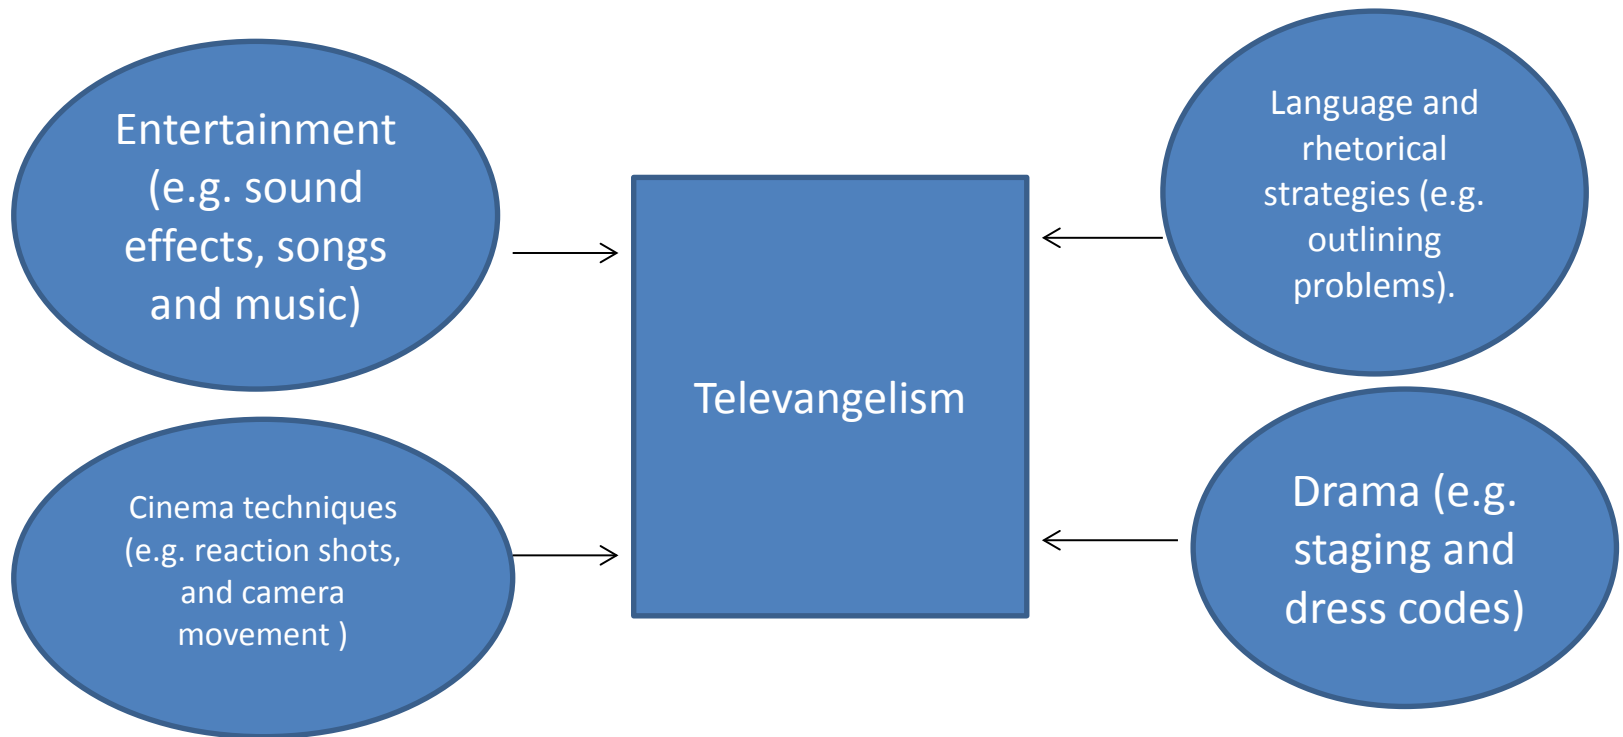 Entertainment
(e.g. sound
effects, songs
and music)
Cinema techniques
(e.g. reaction shots,
and camera
movement )
Televangelism
Language and
rhetorical
strategies (e.g.
outlining
problems).
Drama (e.g.
staging and
dress codes)